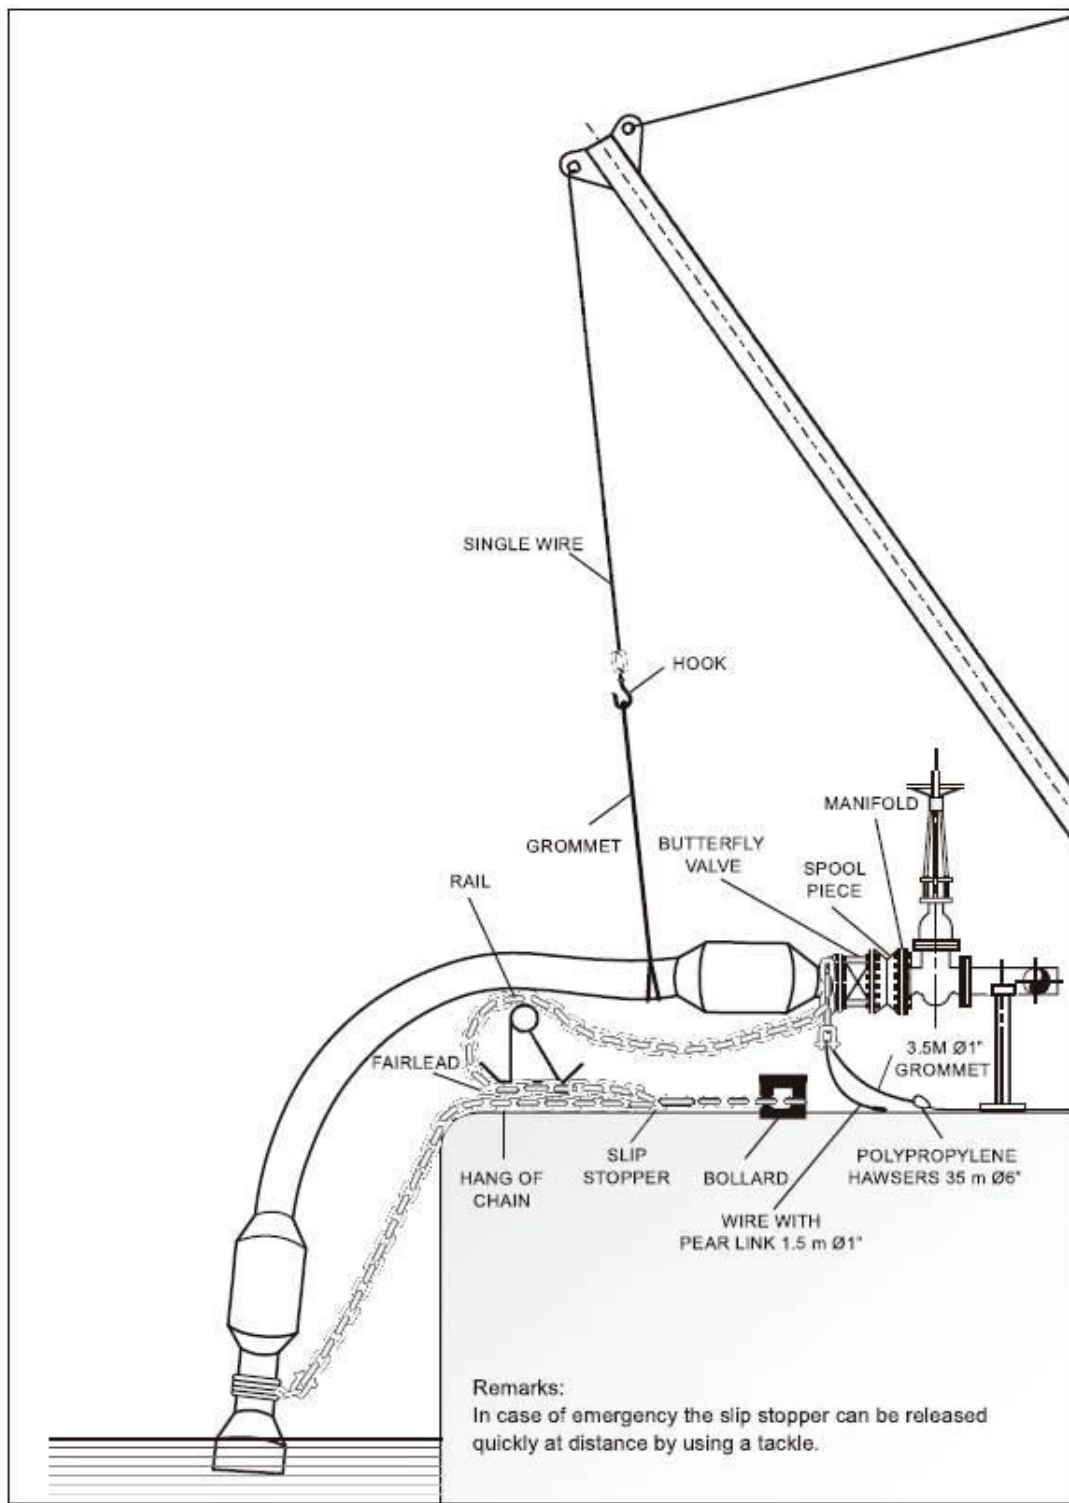 SINGLE WIRE
HOOK
GROMMET
MANIFOLD
BUTTERFLY
VALVE
SPOOL
PIECE
RAIL
FAIRLEAD
3.5M Ø1"
GROMMET
HANG OF
CHAIN
SLIP
STOPPER
BOLLARD
POLYPROPYLENE
HAWSERS 35 m Ø6"
WIRE WITH
PEAR LINK 1.5 m Ø1"
Remarks:
In case of emergency the slip stopper can be released
quickly at distance by using a tackle.